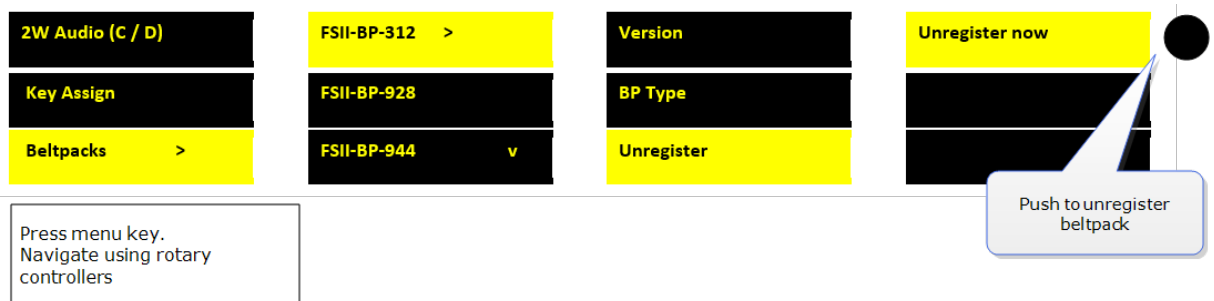 2W Audio (C / D)
Key Assign
Beltpacks >
FSII-BP-312 >
FSII-BP-928
FSII-BP-944 v
Version
BP Type
Unregister
Unregister now
Push to unregister
beltpack
Press menu key.
Navigate using rotary
controllers